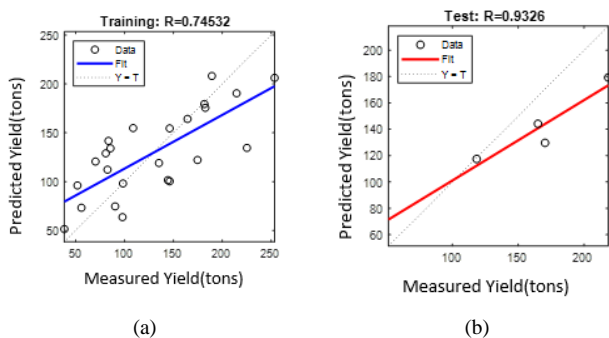 Training: R=0.74532
Predicted Yield(tons)
250
200
150
100
50
Data
Fit
Y = T
50 100 150 200 250
Measured Yield(tons)
(a)
Test: R=0.9326
Predicted Yield(tons)
200
180
160
140
120
100
80
60
Data
Fit
Y = T
100 200
Measured Yield(tons)
(b)